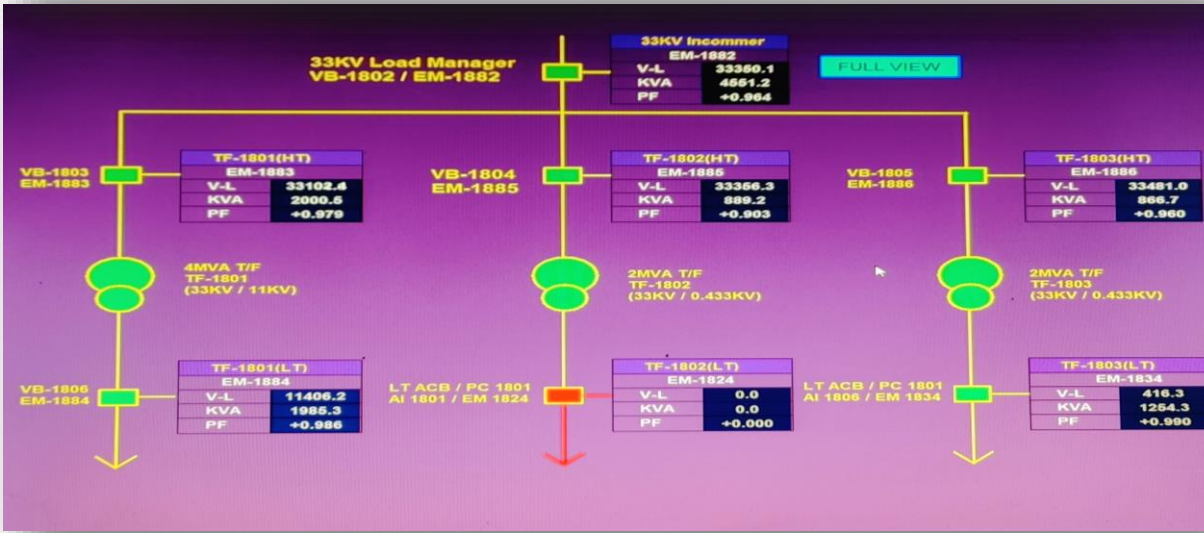 33KV Incommer
EM-1882
V-L 33350.1
KVA 4551.2
PF +0.964
33KV Load Manager
VB-1802 / EM-1882
FULL VIEW
VB-1803
EM-1883
TF-1801(HT)
EM-1883
V-L 33102.4
KVA 2000.5
PF +0.979
VB-1804
EM-1885
TF-1802(HT)
EM-1885
V-L 33356.3
KVA 889.2
PF +0.903
VB-1805
EM-1886
TF-1803(HT)
EM-1886
V-L 33481.0
KVA 866.7
PF +0.960
4MVA T/F
TF-1801
(33KV / 11KV)
2MVA T/F
TF-1802
(33KV / 0.433KV)
2MVA T/F
TF-1803
(33KV / 0.433KV)
VB-1806
EM-1884
TF-1801(LT)
EM-1884
V-L 11406.2
KVA 1985.3
PF +0.986
LT ACB / PC 1801
AI 1801 / EM 1824
TF-1802(LT)
EM-1824
V-L 0.0
KVA 0.0
PF +0.000
LT ACB / PC 1801
AI 1806 / EM 1834
TF-1803(LT)
EM-1834
V-L 416.3
KVA 1254.3
PF +0.990